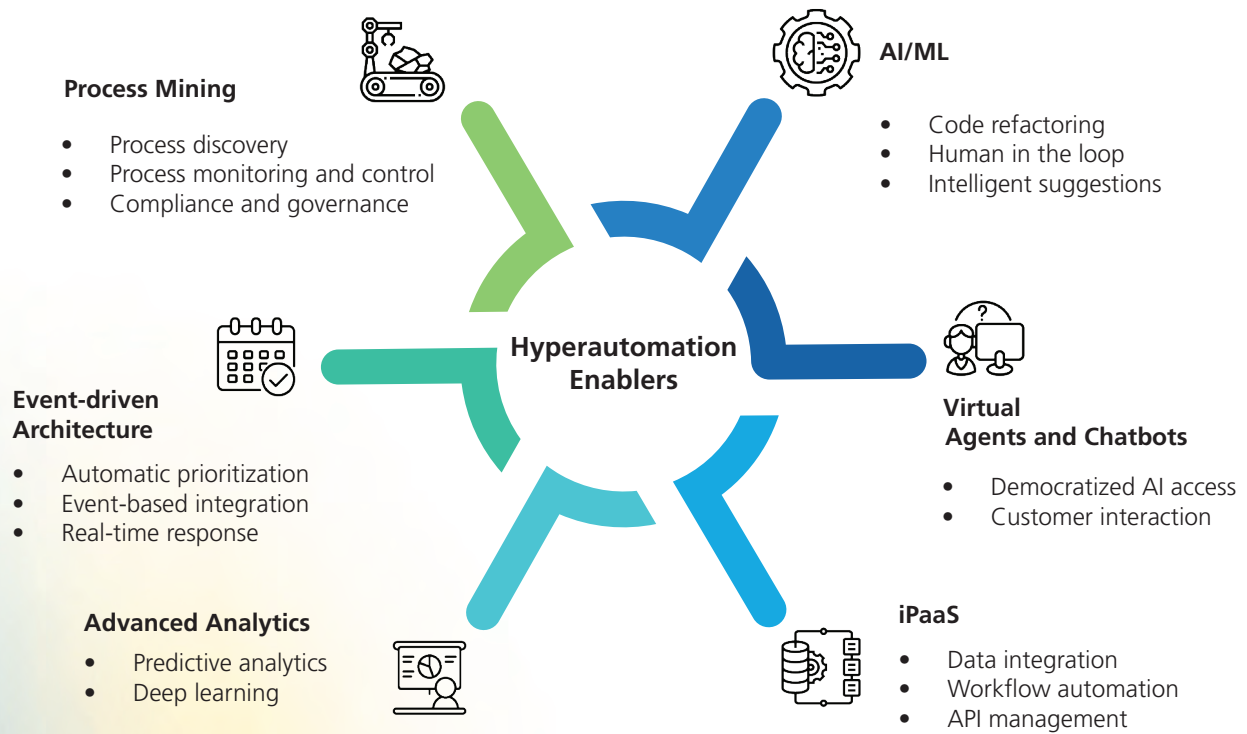 Process Mining
• Process discovery
• Process monitoring and control
• Compliance and governance
AI/ML
• Code refactoring
• Human in the loop
• Intelligent suggestions
Hyperautomation
Enablers
?
Event-driven
Architecture
• Automatic prioritization
• Event-based integration
• Real-time response
Virtual
Agents and Chatbots
• Democratized AI access
• Customer interaction
Advanced Analytics
• Predictive analytics
• Deep learning
iPaaS
• Data integration
• Workflow automation
• API management